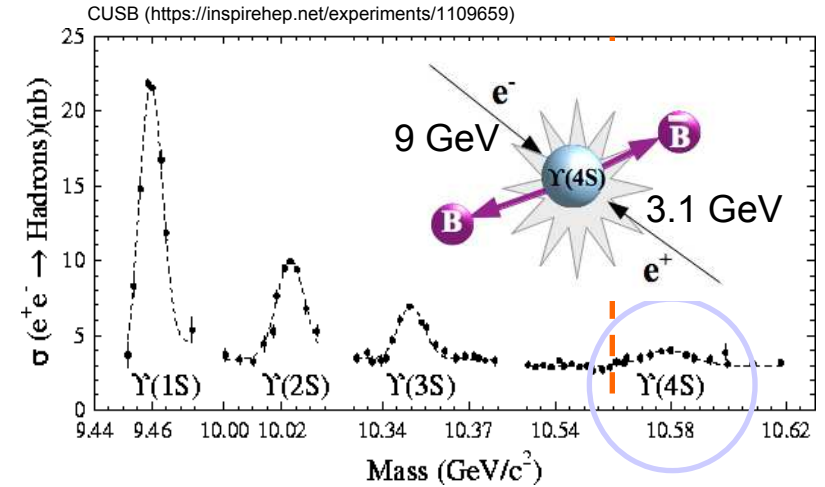 CUSB (https://inspirehep.net/experiments/1109659)
σ (e⁺e⁻ → Hadrons)(nb)
25
20
15
10
5
0
e⁻
9 GeV
B̅
ϒ(4S)
B
3.1 GeV
e⁺
ϒ(1S) ϒ(2S) ϒ(3S) ϒ(4S)
9.44 9.46 10.00 10.02 10.34 10.37 10.54 10.58 10.62
Mass (GeV/c²)